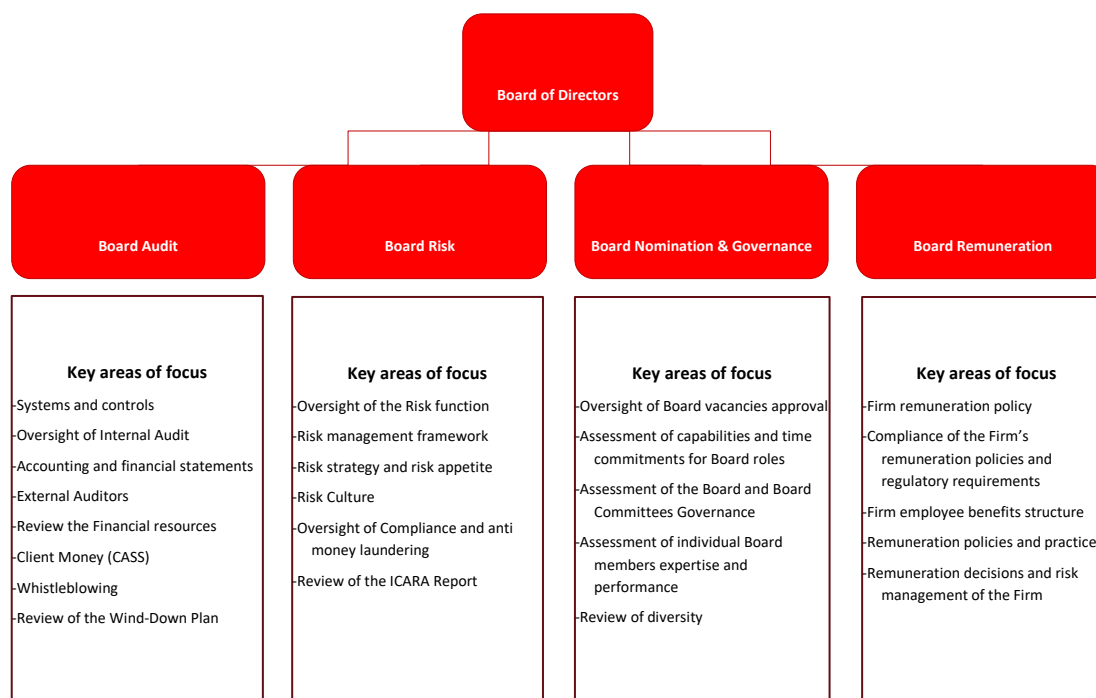 Board of Directors
Board Audit
Board Risk
Board Nomination & Governance
Board Remuneration
Key areas of focus
-Systems and controls
-Oversight of Internal Audit
-Accounting and financial statements
-External Auditors
-Review the Financial resources
-Client Money (CASS)
-Whistleblowing
-Review of the Wind-Down Plan
Key areas of focus
-Oversight of the Risk function
-Risk management framework
-Risk strategy and risk appetite
-Risk Culture
-Oversight of Compliance and anti
money laundering
-Review of the ICARA Report
Key areas of focus
-Oversight of Board vacancies approval
-Assessment of capabilities and time
commitments for Board roles
-Assessment of the Board and Board
Committees Governance
-Assessment of individual Board
members expertise and
performance
-Review of diversity
Key areas of focus
-Firm remuneration policy
-Compliance of the Firm's
remuneration policies and
regulatory requirements
-Firm employee benefits structure
-Remuneration policies and practice
-Remuneration decisions and risk
management of the Firm